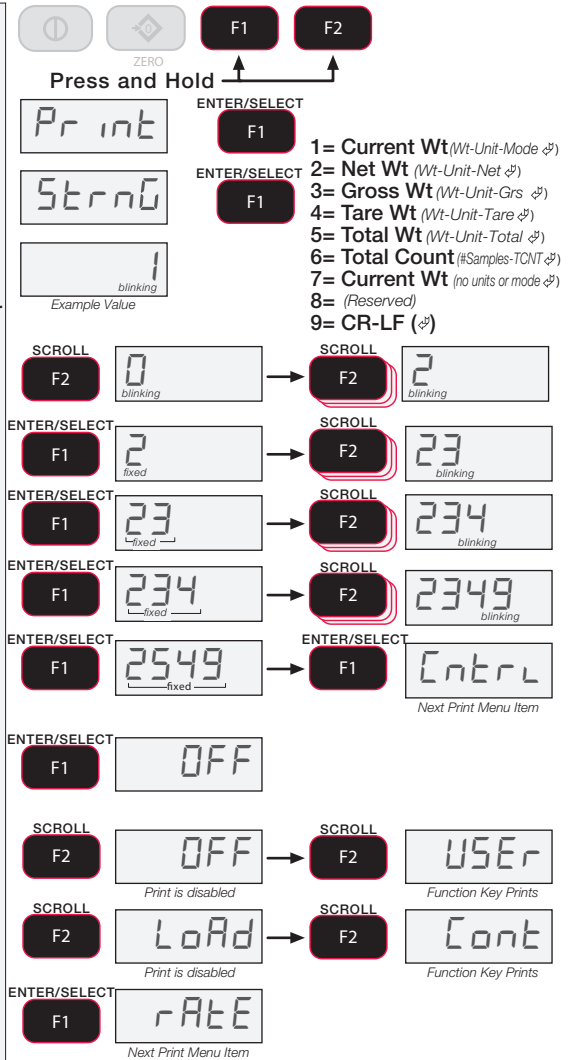 F1 F2
ZERO
Press and Hold
Print
ENTER/SELECT
F1
StrnG
ENTER/SELECT
F1
1
blinking
Example Value
1= Current Wt (Wt-Unit-Mode ↵)
2= Net Wt (Wt-Unit-Net ↵)
3= Gross Wt (Wt-Unit-Grs ↵)
4= Tare Wt (Wt-Unit-Tare ↵)
5= Total Wt (Wt-Unit-Total ↵)
6= Total Count (#Samples-TCNT ↵)
7= Current Wt (no units or mode ↵)
8= (Reserved)
9= CR-LF (↵)
SCROLL
F2
0
blinking
SCROLL
F2
2
blinking
ENTER/SELECT
F1
2
fixed
SCROLL
F2
23
blinking
ENTER/SELECT
F1
23
fixed
SCROLL
F2
234
blinking
ENTER/SELECT
F1
234
fixed
SCROLL
F2
2349
blinking
ENTER/SELECT
F1
2549
fixed
ENTER/SELECT
F1
CntrL
Next Print Menu Item
ENTER/SELECT
F1
OFF
SCROLL
F2
OFF
Print is disabled
SCROLL
F2
USEr
Function Key Prints
SCROLL
F2
LoAd
Print is disabled
SCROLL
F2
Cont
Function Key Prints
ENTER/SELECT
F1
rAtE
Next Print Menu Item